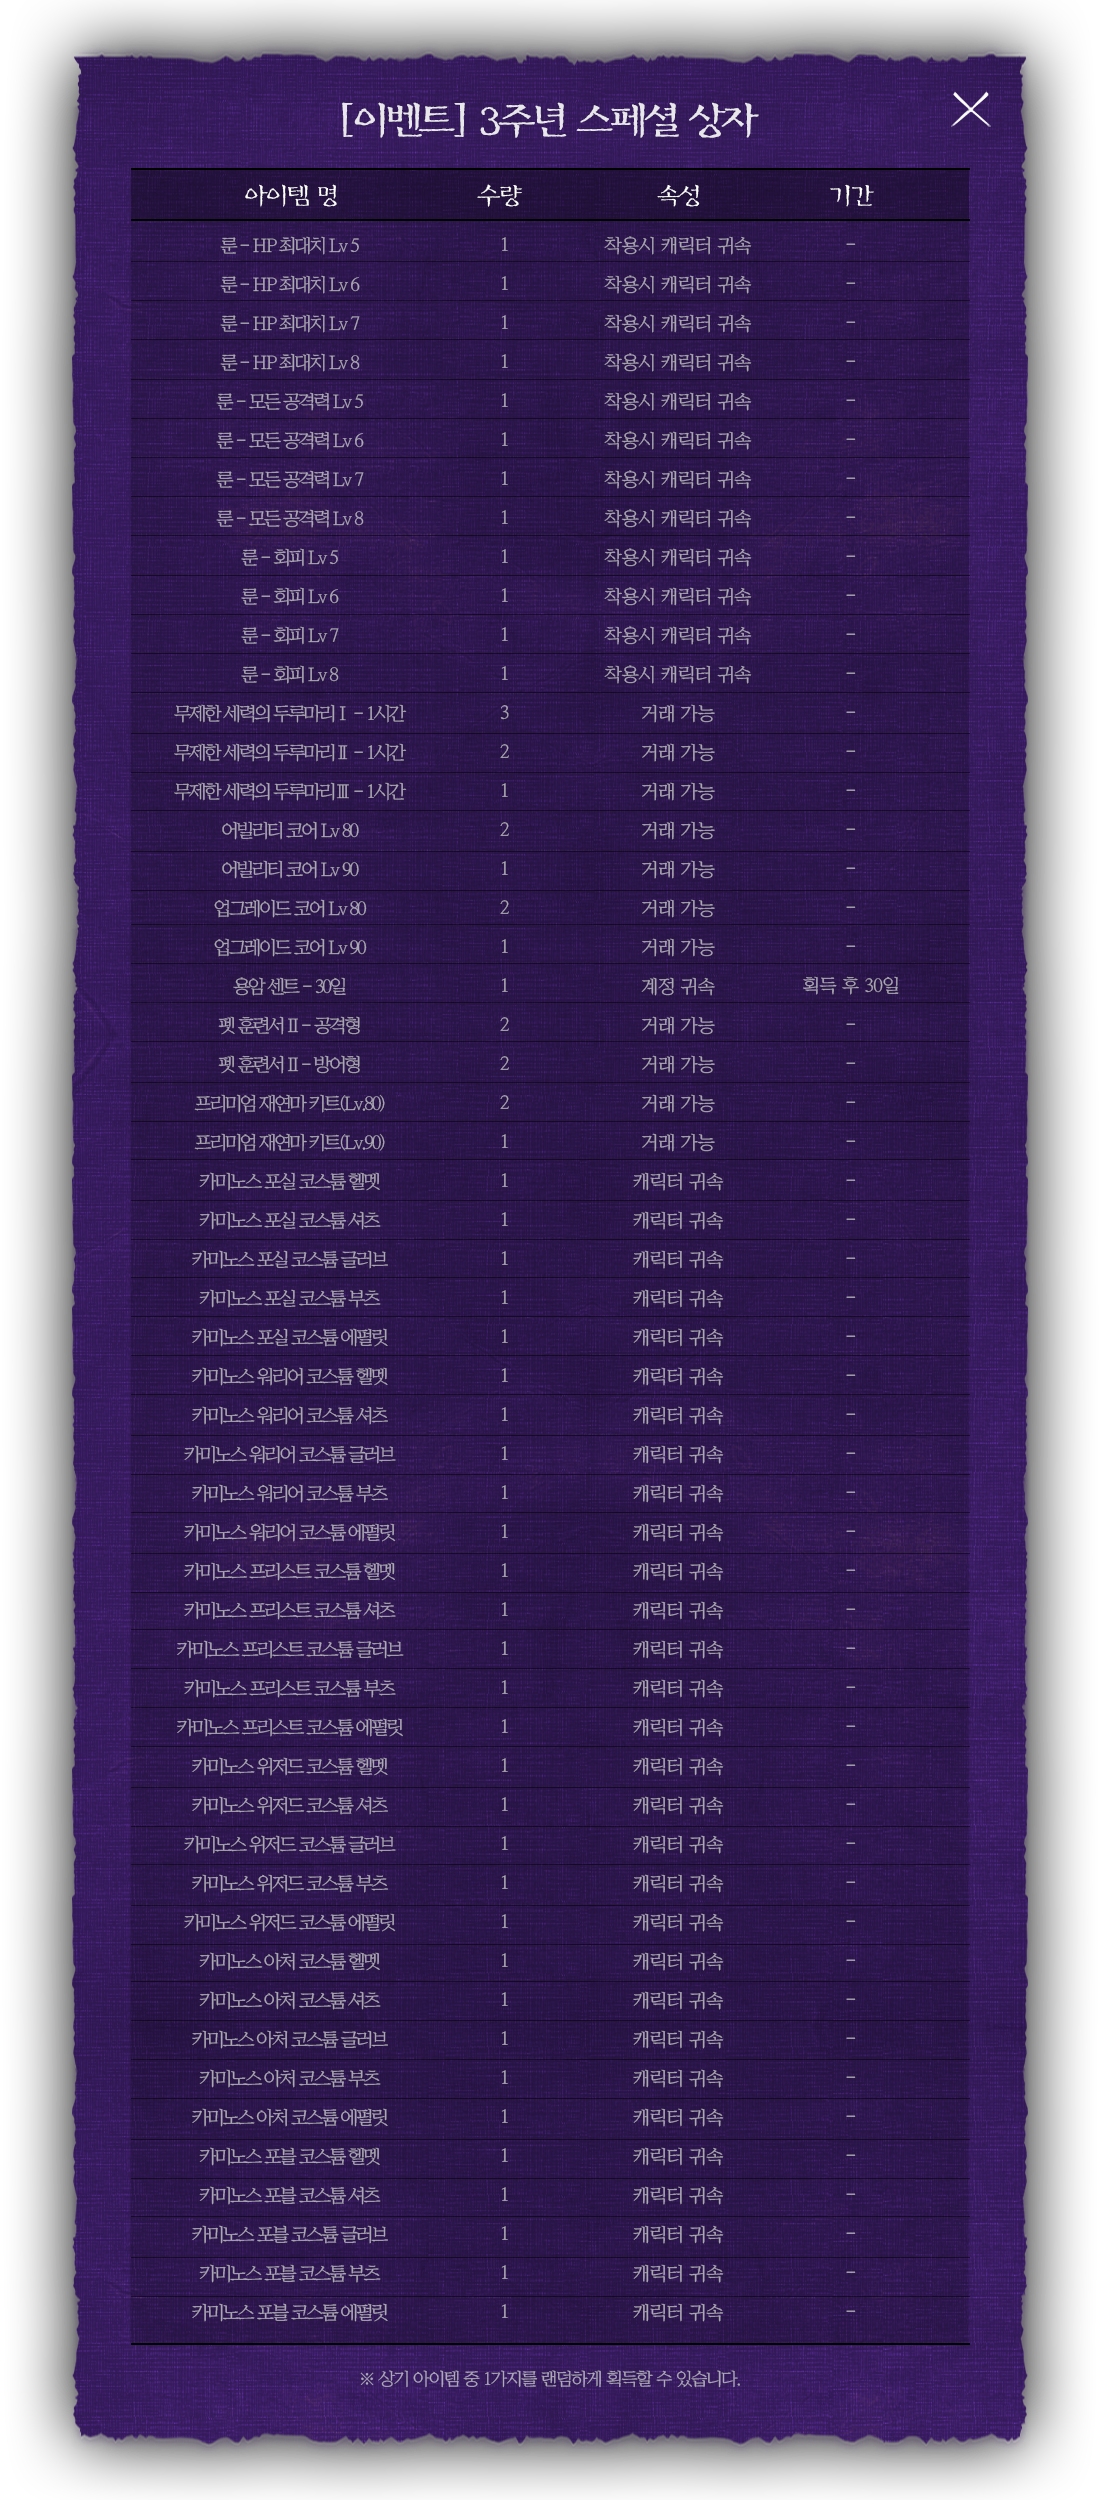 [이벤트] 3주년 스페셜 상자
아이템 명 수량 속성 기간
룬 - HP 최대치 Lv 5 1 착용시 캐릭터 귀속 -
룬 - HP 최대치 Lv 6 1 착용시 캐릭터 귀속 -
룬 - HP 최대치 Lv 7 1 착용시 캐릭터 귀속 -
룬 - HP 최대치 Lv 8 1 착용시 캐릭터 귀속 -
룬 - 모든 공격력 Lv 5 1 착용시 캐릭터 귀속 -
룬 - 모든 공격력 Lv 6 1 착용시 캐릭터 귀속 -
룬 - 모든 공격력 Lv 7 1 착용시 캐릭터 귀속 -
룬 - 모든 공격력 Lv 8 1 착용시 캐릭터 귀속 -
룬 - 회피 Lv 5 1 착용시 캐릭터 귀속 -
룬 - 회피 Lv 6 1 착용시 캐릭터 귀속 -
룬 - 회피 Lv 7 1 착용시 캐릭터 귀속 -
룬 - 회피 Lv 8 1 착용시 캐릭터 귀속 -
무제한 세력의 두루마리 Ⅰ - 1시간 3 거래 가능 -
무제한 세력의 두루마리 Ⅱ - 1시간 2 거래 가능 -
무제한 세력의 두루마리 Ⅲ - 1시간 1 거래 가능 -
어빌리티 코어 Lv 80 2 거래 가능 -
어빌리티 코어 Lv 90 1 거래 가능 -
업그레이드 코어 Lv 80 2 거래 가능 -
업그레이드 코어 Lv 90 1 거래 가능 -
용암 센트 - 30일 1 계정 귀속 획득 후 30일
펫 훈련서 II - 공격형 2 거래 가능 -
펫 훈련서 II - 방어형 2 거래 가능 -
프리미엄 재연마 키트(Lv.80) 2 거래 가능 -
프리미엄 재연마 키트(Lv.90) 1 거래 가능 -
카미노스 포실 코스튬 헬멧 1 캐릭터 귀속 -
카미노스 포실 코스튬 셔츠 1 캐릭터 귀속 -
카미노스 포실 코스튬 글러브 1 캐릭터 귀속 -
카미노스 포실 코스튬 부츠 1 캐릭터 귀속 -
카미노스 포실 코스튬 에펄릿 1 캐릭터 귀속 -
카미노스 워리어 코스튬 헬멧 1 캐릭터 귀속 -
카미노스 워리어 코스튬 셔츠 1 캐릭터 귀속 -
카미노스 워리어 코스튬 글러브 1 캐릭터 귀속 -
카미노스 워리어 코스튬 부츠 1 캐릭터 귀속 -
카미노스 워리어 코스튬 에펄릿 1 캐릭터 귀속 -
카미노스 프리스트 코스튬 헬멧 1 캐릭터 귀속 -
카미노스 프리스트 코스튬 셔츠 1 캐릭터 귀속 -
카미노스 프리스트 코스튬 글러브 1 캐릭터 귀속 -
카미노스 프리스트 코스튬 부츠 1 캐릭터 귀속 -
카미노스 프리스트 코스튬 에펄릿 1 캐릭터 귀속 -
카미노스 위저드 코스튬 헬멧 1 캐릭터 귀속 -
카미노스 위저드 코스튬 셔츠 1 캐릭터 귀속 -
카미노스 위저드 코스튬 글러브 1 캐릭터 귀속 -
카미노스 위저드 코스튬 부츠 1 캐릭터 귀속 -
카미노스 위저드 코스튬 에펄릿 1 캐릭터 귀속 -
카미노스 아처 코스튬 헬멧 1 캐릭터 귀속 -
카미노스 아처 코스튬 셔츠 1 캐릭터 귀속 -
카미노스 아처 코스튬 글러브 1 캐릭터 귀속 -
카미노스 아처 코스튬 부츠 1 캐릭터 귀속 -
카미노스 아처 코스튬 에펄릿 1 캐릭터 귀속 -
카미노스 포블 코스튬 헬멧 1 캐릭터 귀속 -
카미노스 포블 코스튬 셔츠 1 캐릭터 귀속 -
카미노스 포블 코스튬 글러브 1 캐릭터 귀속 -
카미노스 포블 코스튬 부츠 1 캐릭터 귀속 -
카미노스 포블 코스튬 에펄릿 1 캐릭터 귀속 -
※ 상기 아이템 중 1가지를 랜덤하게 획득할 수 있습니다.